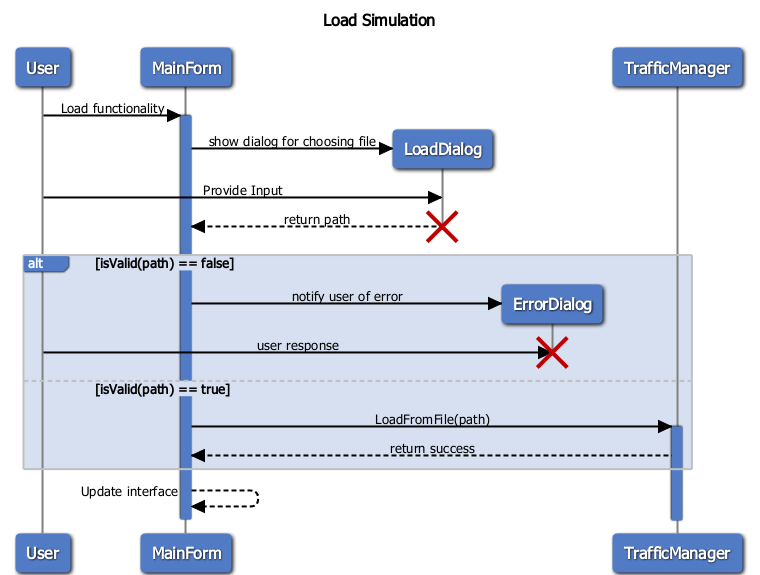 Load Simulation
User
MainForm
TrafficManager
Load functionality
show dialog for choosing file
LoadDialog
Provide Input
return path
alt
[isValid(path) == false]
notify user of error
ErrorDialog
user response
[isValid(path) == true]
LoadFromFile(path)
return success
Update interface
User
MainForm
TrafficManager